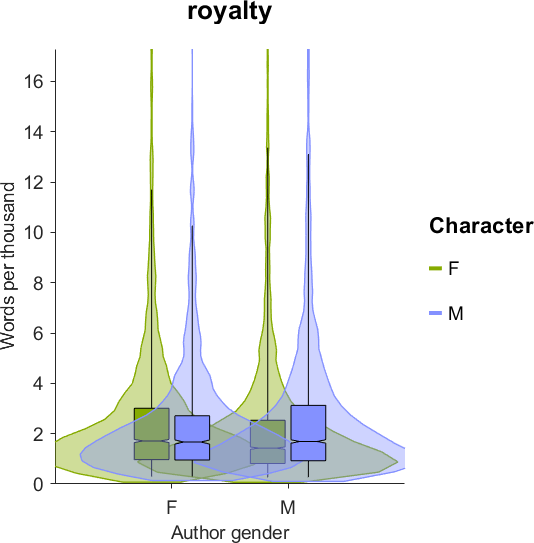 royalty
Words per thousand
16
14
12
10
8
6
4
2
0
F
M
Author gender
Character
F
M